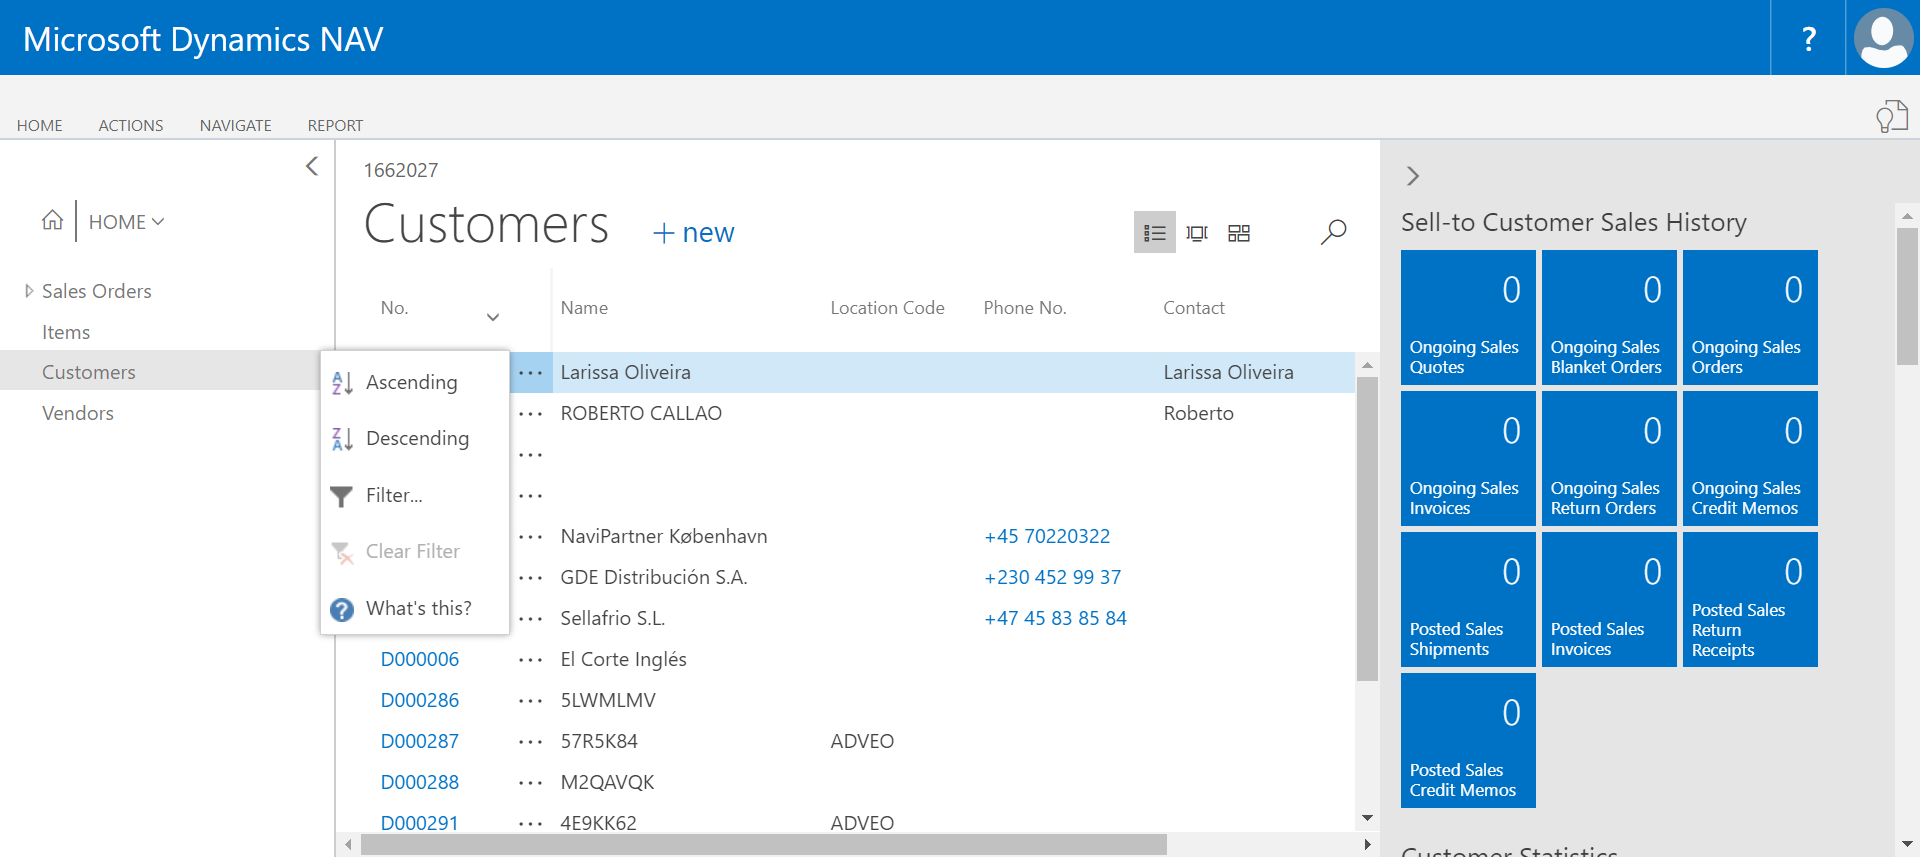 Microsoft Dynamics NAV
?
HOME ACTIONS NAVIGATE REPORT
HOME
Sales Orders
Items
Customers
Vendors
1662027
Customers
+ new
No. Name Location Code Phone No. Contact
Ascending
Descending
Filter...
Clear Filter
What's this?
... Larissa Oliveira Larissa Oliveira
... ROBERTO CALLAO Roberto
...
...
... NaviPartner København +45 70220322
... GDE Distribución S.A. +230 452 99 37
... Sellafrio S.L. +47 45 83 85 84
D000006 ... El Corte Inglés
D000286 ... 5LWMLMV
D000287 ... 57R5K84 ADVEO
D000288 ... M2QAVQK
D000291 ... 4E9KK62 ADVEO
Sell-to Customer Sales History
0
Ongoing Sales
Quotes
0
Ongoing Sales
Blanket Orders
0
Ongoing Sales
Orders
0
Ongoing Sales
Invoices
0
Ongoing Sales
Return Orders
0
Ongoing Sales
Credit Memos
0
Posted Sales
Shipments
0
Posted Sales
Invoices
0
Posted Sales
Return
Receipts
0
Posted Sales
Credit Memos
Customer Statistics